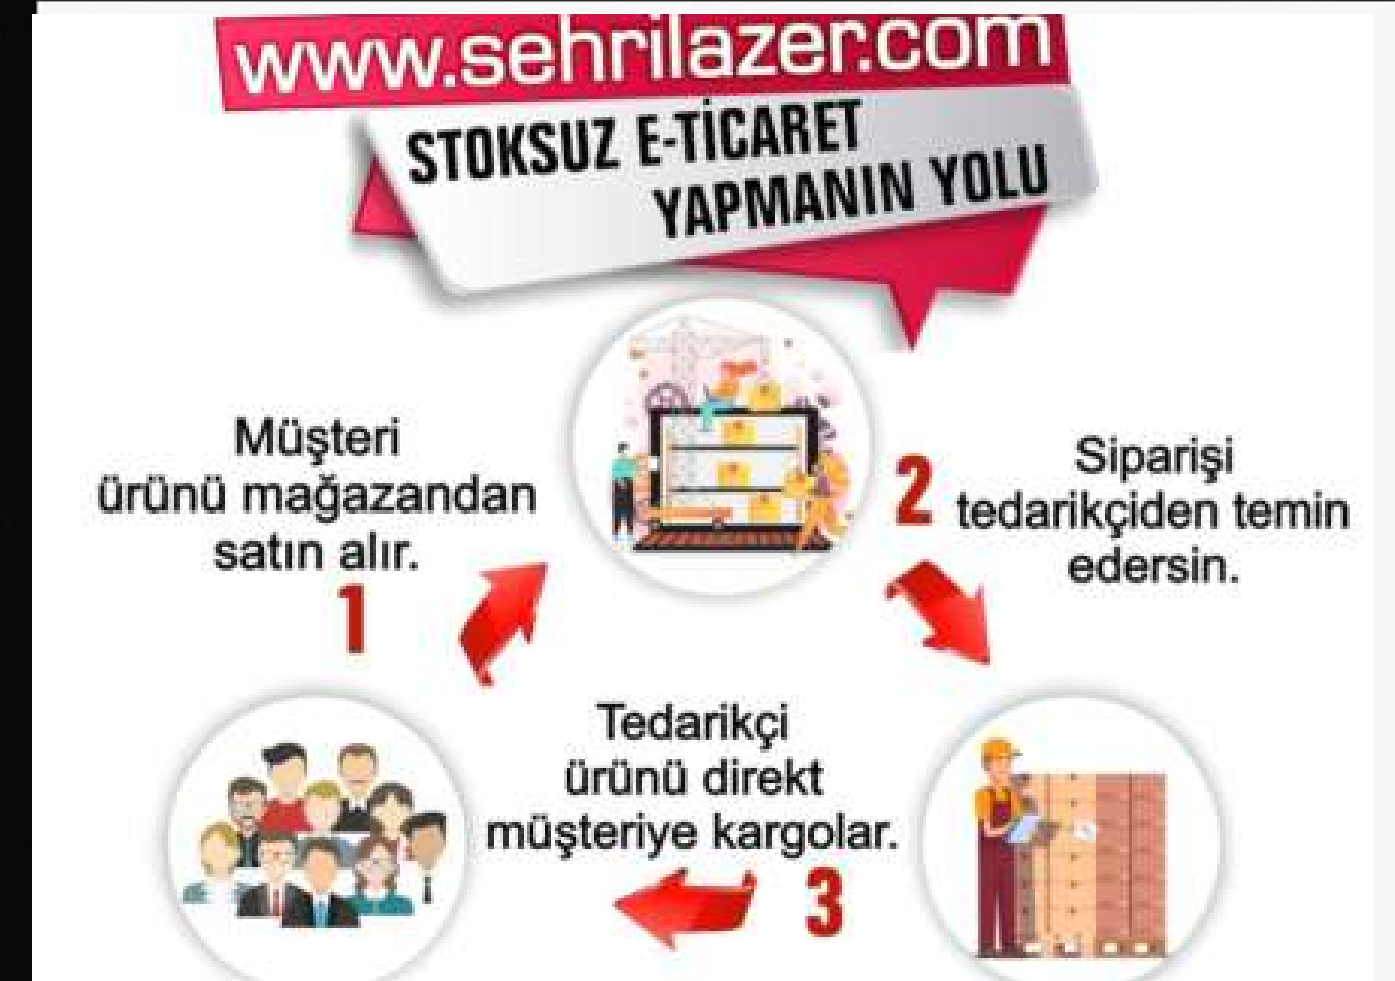 www.sehrilazer.com
STOKSUZ E-TİCARET
YAPMANIN YOLU
Müşteri
ürünü mağazandan
satın alır.
1
2
Siparişi
tedarikçiden temin
edersin.
Tedarikçi
ürünü direkt
müşteriye kargolar.
3